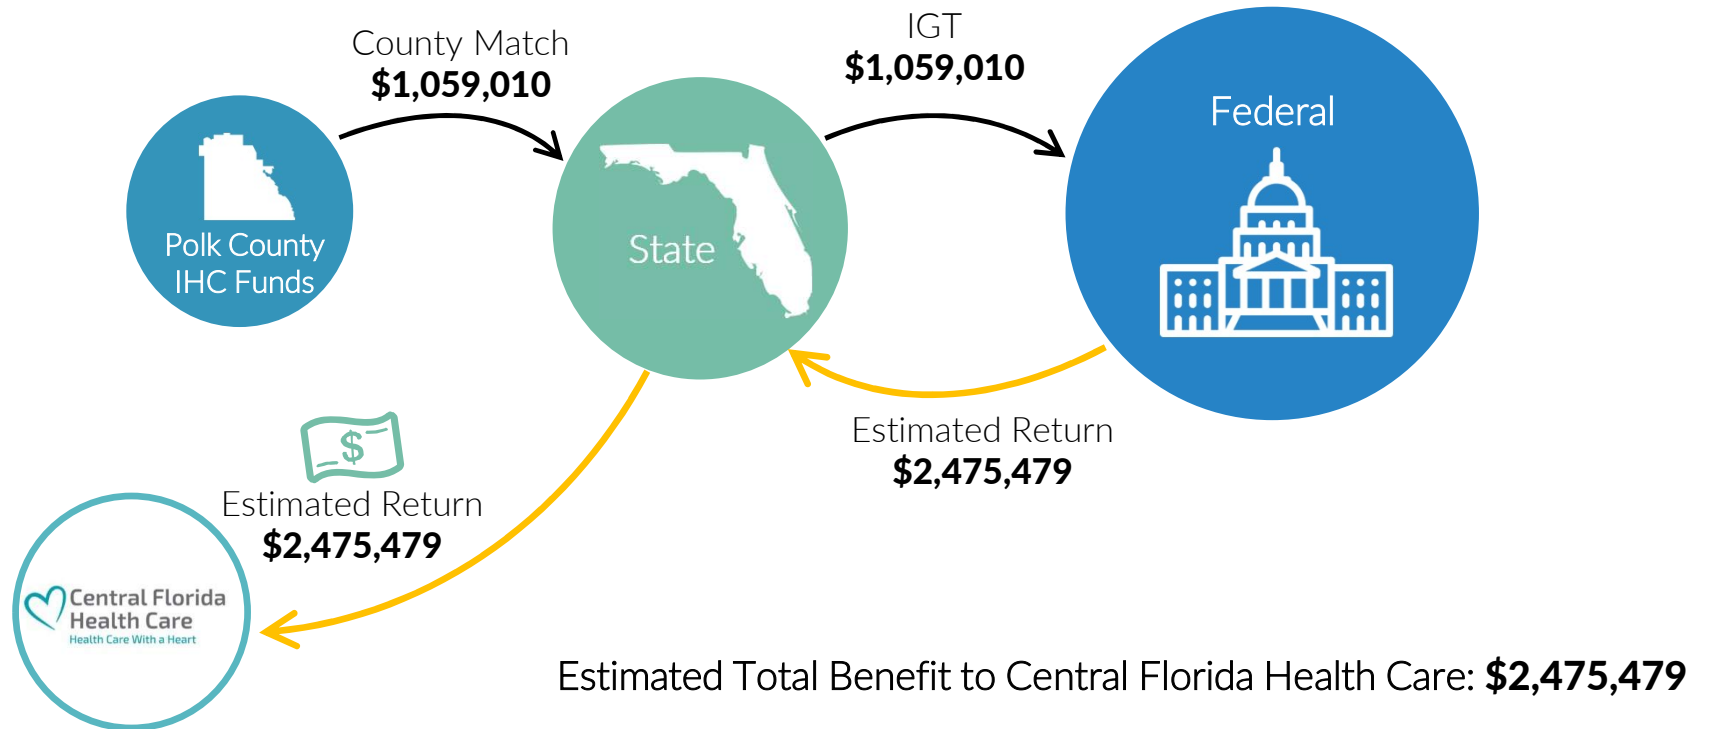 County Match
$1,059,010
IGT
$1,059,010
Polk County
IHC Funds
State
Federal
Estimated Return
$2,475,479
$
Estimated Return
$2,475,479
Central Florida
Health Care
Health Care With a Heart
Estimated Total Benefit to Central Florida Health Care: $2,475,479